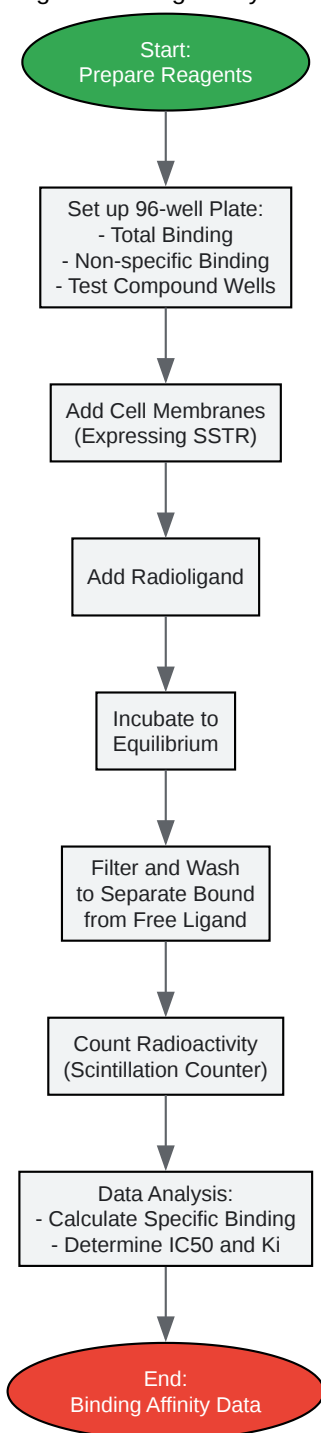 Start:
Prepare Reagents
Set up 96-well Plate:
- Total Binding
- Non-specific Binding
- Test Compound Wells
Add Cell Membranes
(Expressing SSTR)
Add Radioligand
Incubate to
Equilibrium
Filter and Wash
to Separate Bound
from Free Ligand
Count Radioactivity
(Scintillation Counter)
Data Analysis:
- Calculate Specific Binding
- Determine IC50 and Ki
End:
Binding Affinity Data